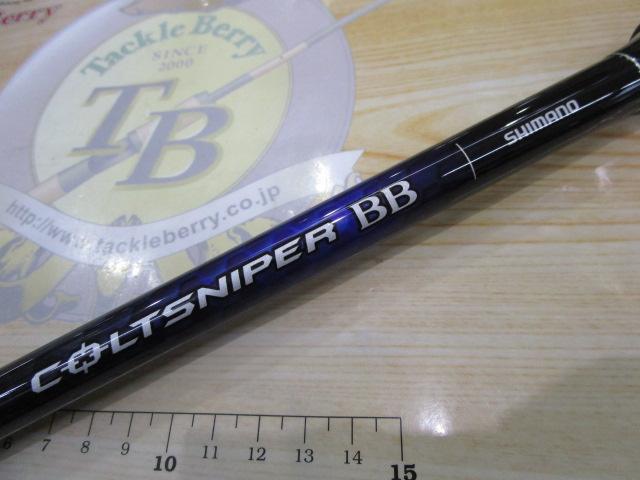 Berry
Tackle Berry
SINCE
2000
TB
http://www.tackleberry.co.jp
SHIMANO
COLTSNIPER BB
6 7 8 9 10 11 12 13 14 15